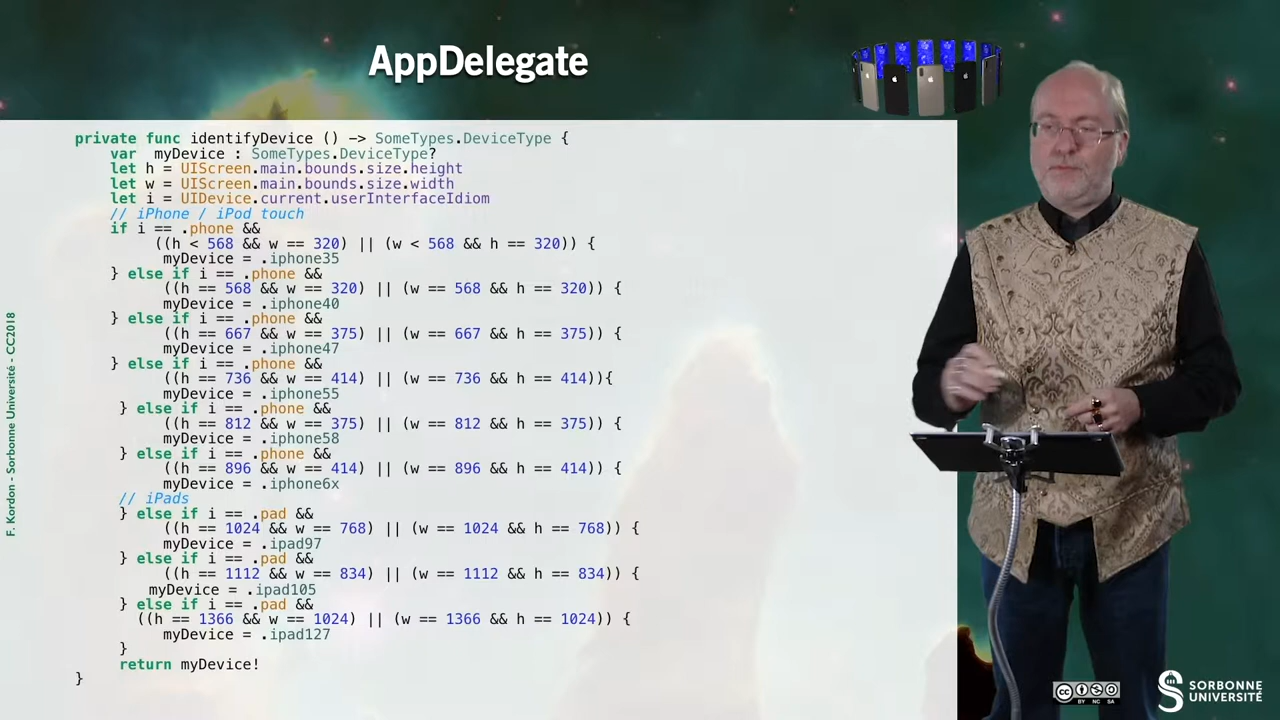 AppDelegate
private func identifyDevice () -> SomeTypes.DeviceType {
var myDevice : SomeTypes.DeviceType?
let h = UIScreen.main.bounds.size.height
let w = UIScreen.main.bounds.size.width
let i = UIDevice.current.userInterfaceIdiom
// iPhone / iPod touch
if i == .phone &&
((h < 568 && w == 320) || (w < 568 && h == 320)) {
myDevice = .iphone35
} else if i == .phone &&
((h == 568 && w == 320) || (w == 568 && h == 320)) {
myDevice = .iphone40
} else if i == .phone &&
((h == 667 && w == 375) || (w == 667 && h == 375)) {
myDevice = .iphone47
} else if i == .phone &&
((h == 736 && w == 414) || (w == 736 && h == 414)){
myDevice = .iphone55
} else if i == .phone &&
((h == 812 && w == 375) || (w == 812 && h == 375)) {
myDevice = .iphone58
} else if i == .phone &&
((h == 896 && w == 414) || (w == 896 && h == 414)) {
myDevice = .iphone6x
// iPads
} else if i == .pad &&
((h == 1024 && w == 768) || (w == 1024 && h == 768)) {
myDevice = .ipad97
} else if i == .pad &&
((h == 1112 && w == 834) || (w == 1112 && h == 834)) {
myDevice = .ipad105
} else if i == .pad &&
((h == 1366 && w == 1024) || (w == 1366 && h == 1024)) {
myDevice = .ipad127
}
return myDevice!
}
F. Kordon - Sorbonne Université - CC2018
cc
BY NC SA
SORBONNE
UNIVERSITÉ